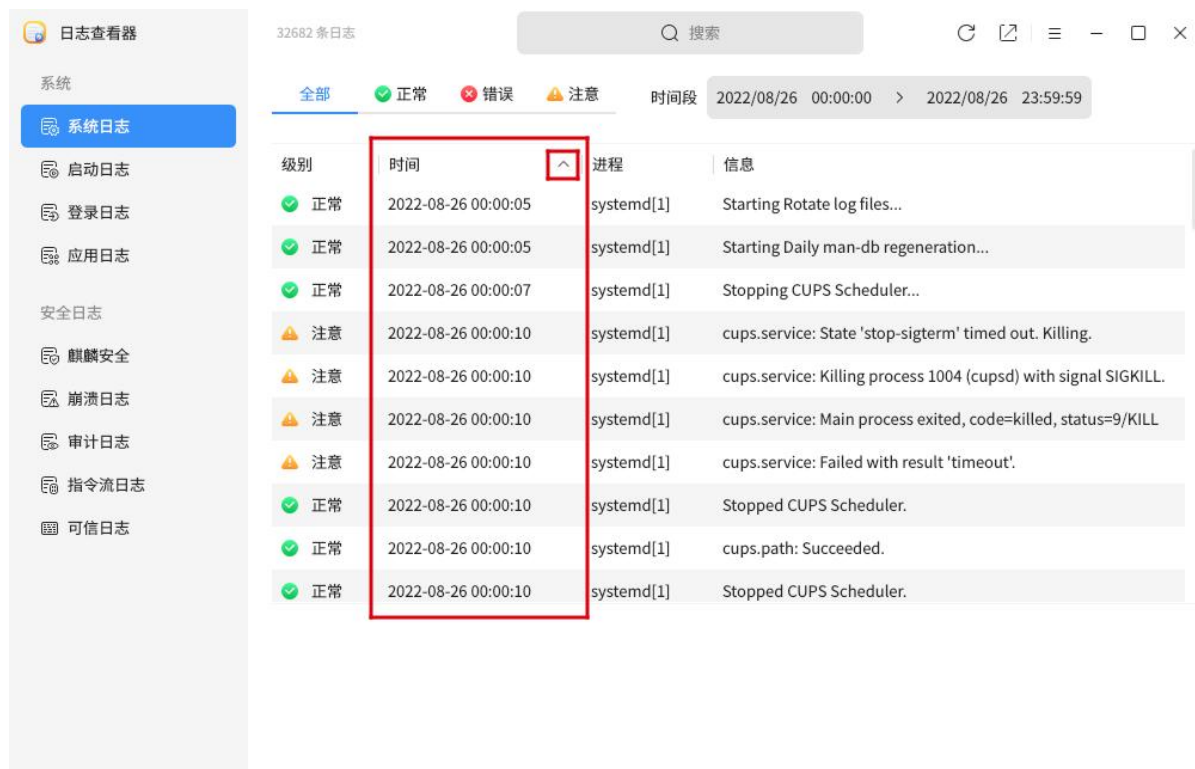 日志查看器
32682 条日志
搜索
系统
系统日志
启动日志
登录日志
应用日志
安全日志
麒麟安全
崩溃日志
审计日志
指令流日志
可信日志
全部 正常 错误 注意 时间段 2022/08/26 00:00:00 > 2022/08/26 23:59:59
级别 时间 进程 信息
正常 2022-08-26 00:00:05 systemd[1] Starting Rotate log files...
正常 2022-08-26 00:00:05 systemd[1] Starting Daily man-db regeneration...
正常 2022-08-26 00:00:07 systemd[1] Stopping CUPS Scheduler...
注意 2022-08-26 00:00:10 systemd[1] cups.service: State 'stop-sigterm' timed out. Killing.
注意 2022-08-26 00:00:10 systemd[1] cups.service: Killing process 1004 (cupsd) with signal SIGKILL.
注意 2022-08-26 00:00:10 systemd[1] cups.service: Main process exited, code=killed, status=9/KILL
注意 2022-08-26 00:00:10 systemd[1] cups.service: Failed with result 'timeout'.
正常 2022-08-26 00:00:10 systemd[1] Stopped CUPS Scheduler.
正常 2022-08-26 00:00:10 systemd[1] cups.path: Succeeded.
正常 2022-08-26 00:00:10 systemd[1] Stopped CUPS Scheduler.